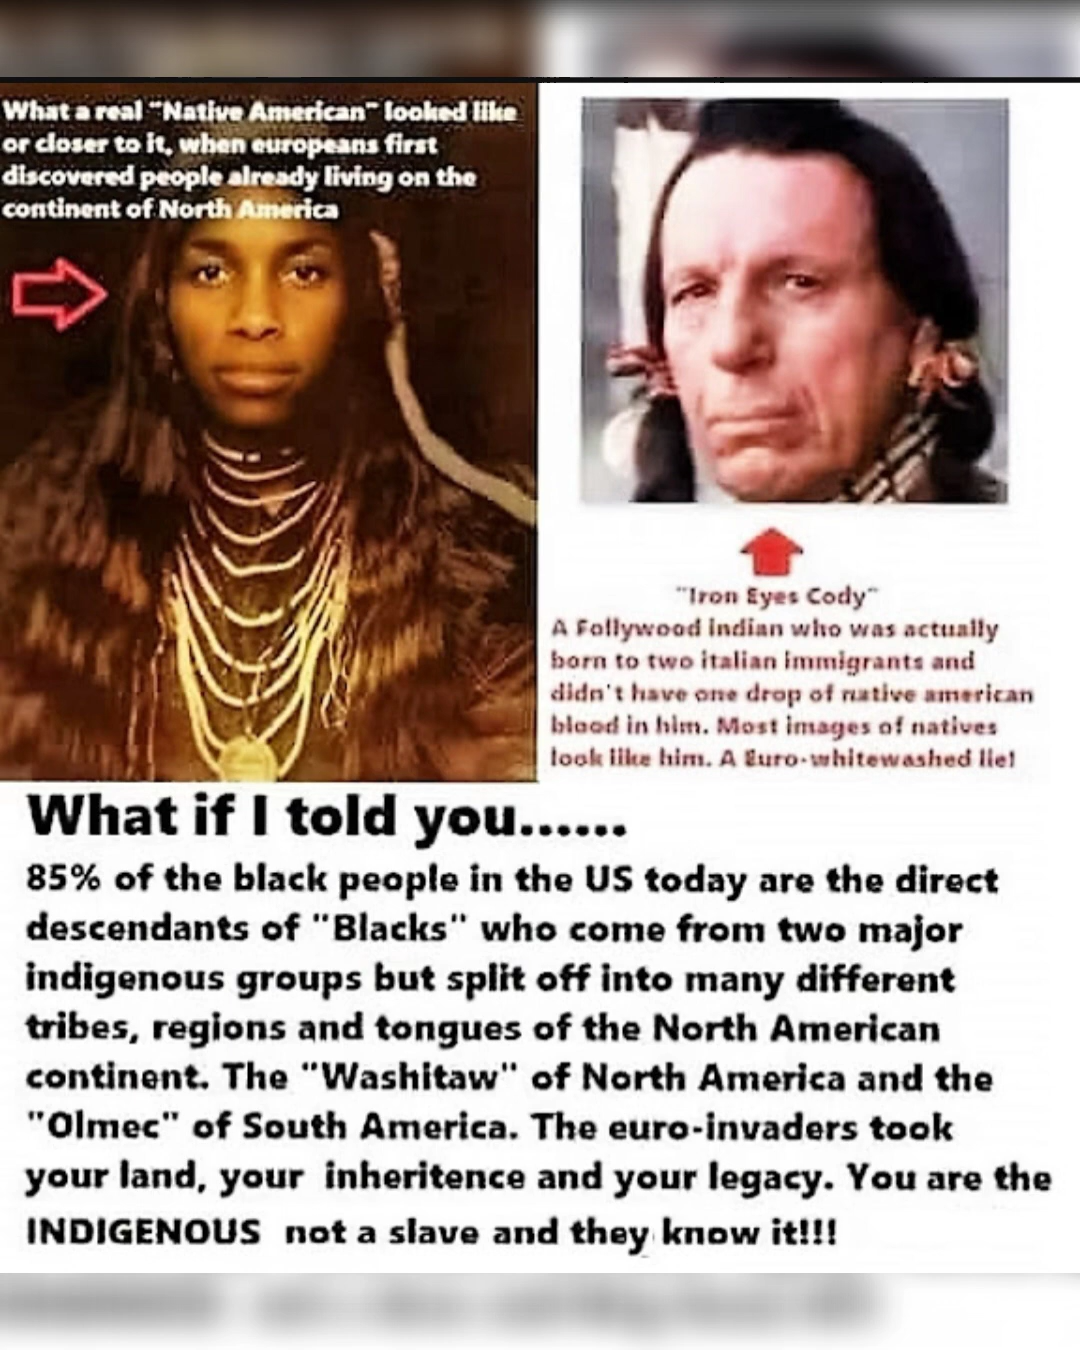 What a real "Native American" looked like
or closer to it, when europeans first
discovered people already living on the
continent of North America
"Iron Eyes Cody"
A Follywood indian who was actually
born to two italian immigrants and
didn't have one drop of native american
blood in him. Most images of natives
look like him. A Euro-whitewashed lie!
What if I told you......
85% of the black people in the US today are the direct
descendants of "Blacks" who come from two major
indigenous groups but split off into many different
tribes, regions and tongues of the North American
continent. The "Washitaw" of North America and the
"Olmec" of South America. The euro-invaders took
your land, your inheritence and your legacy. You are the
INDIGENOUS not a slave and they know it!!!